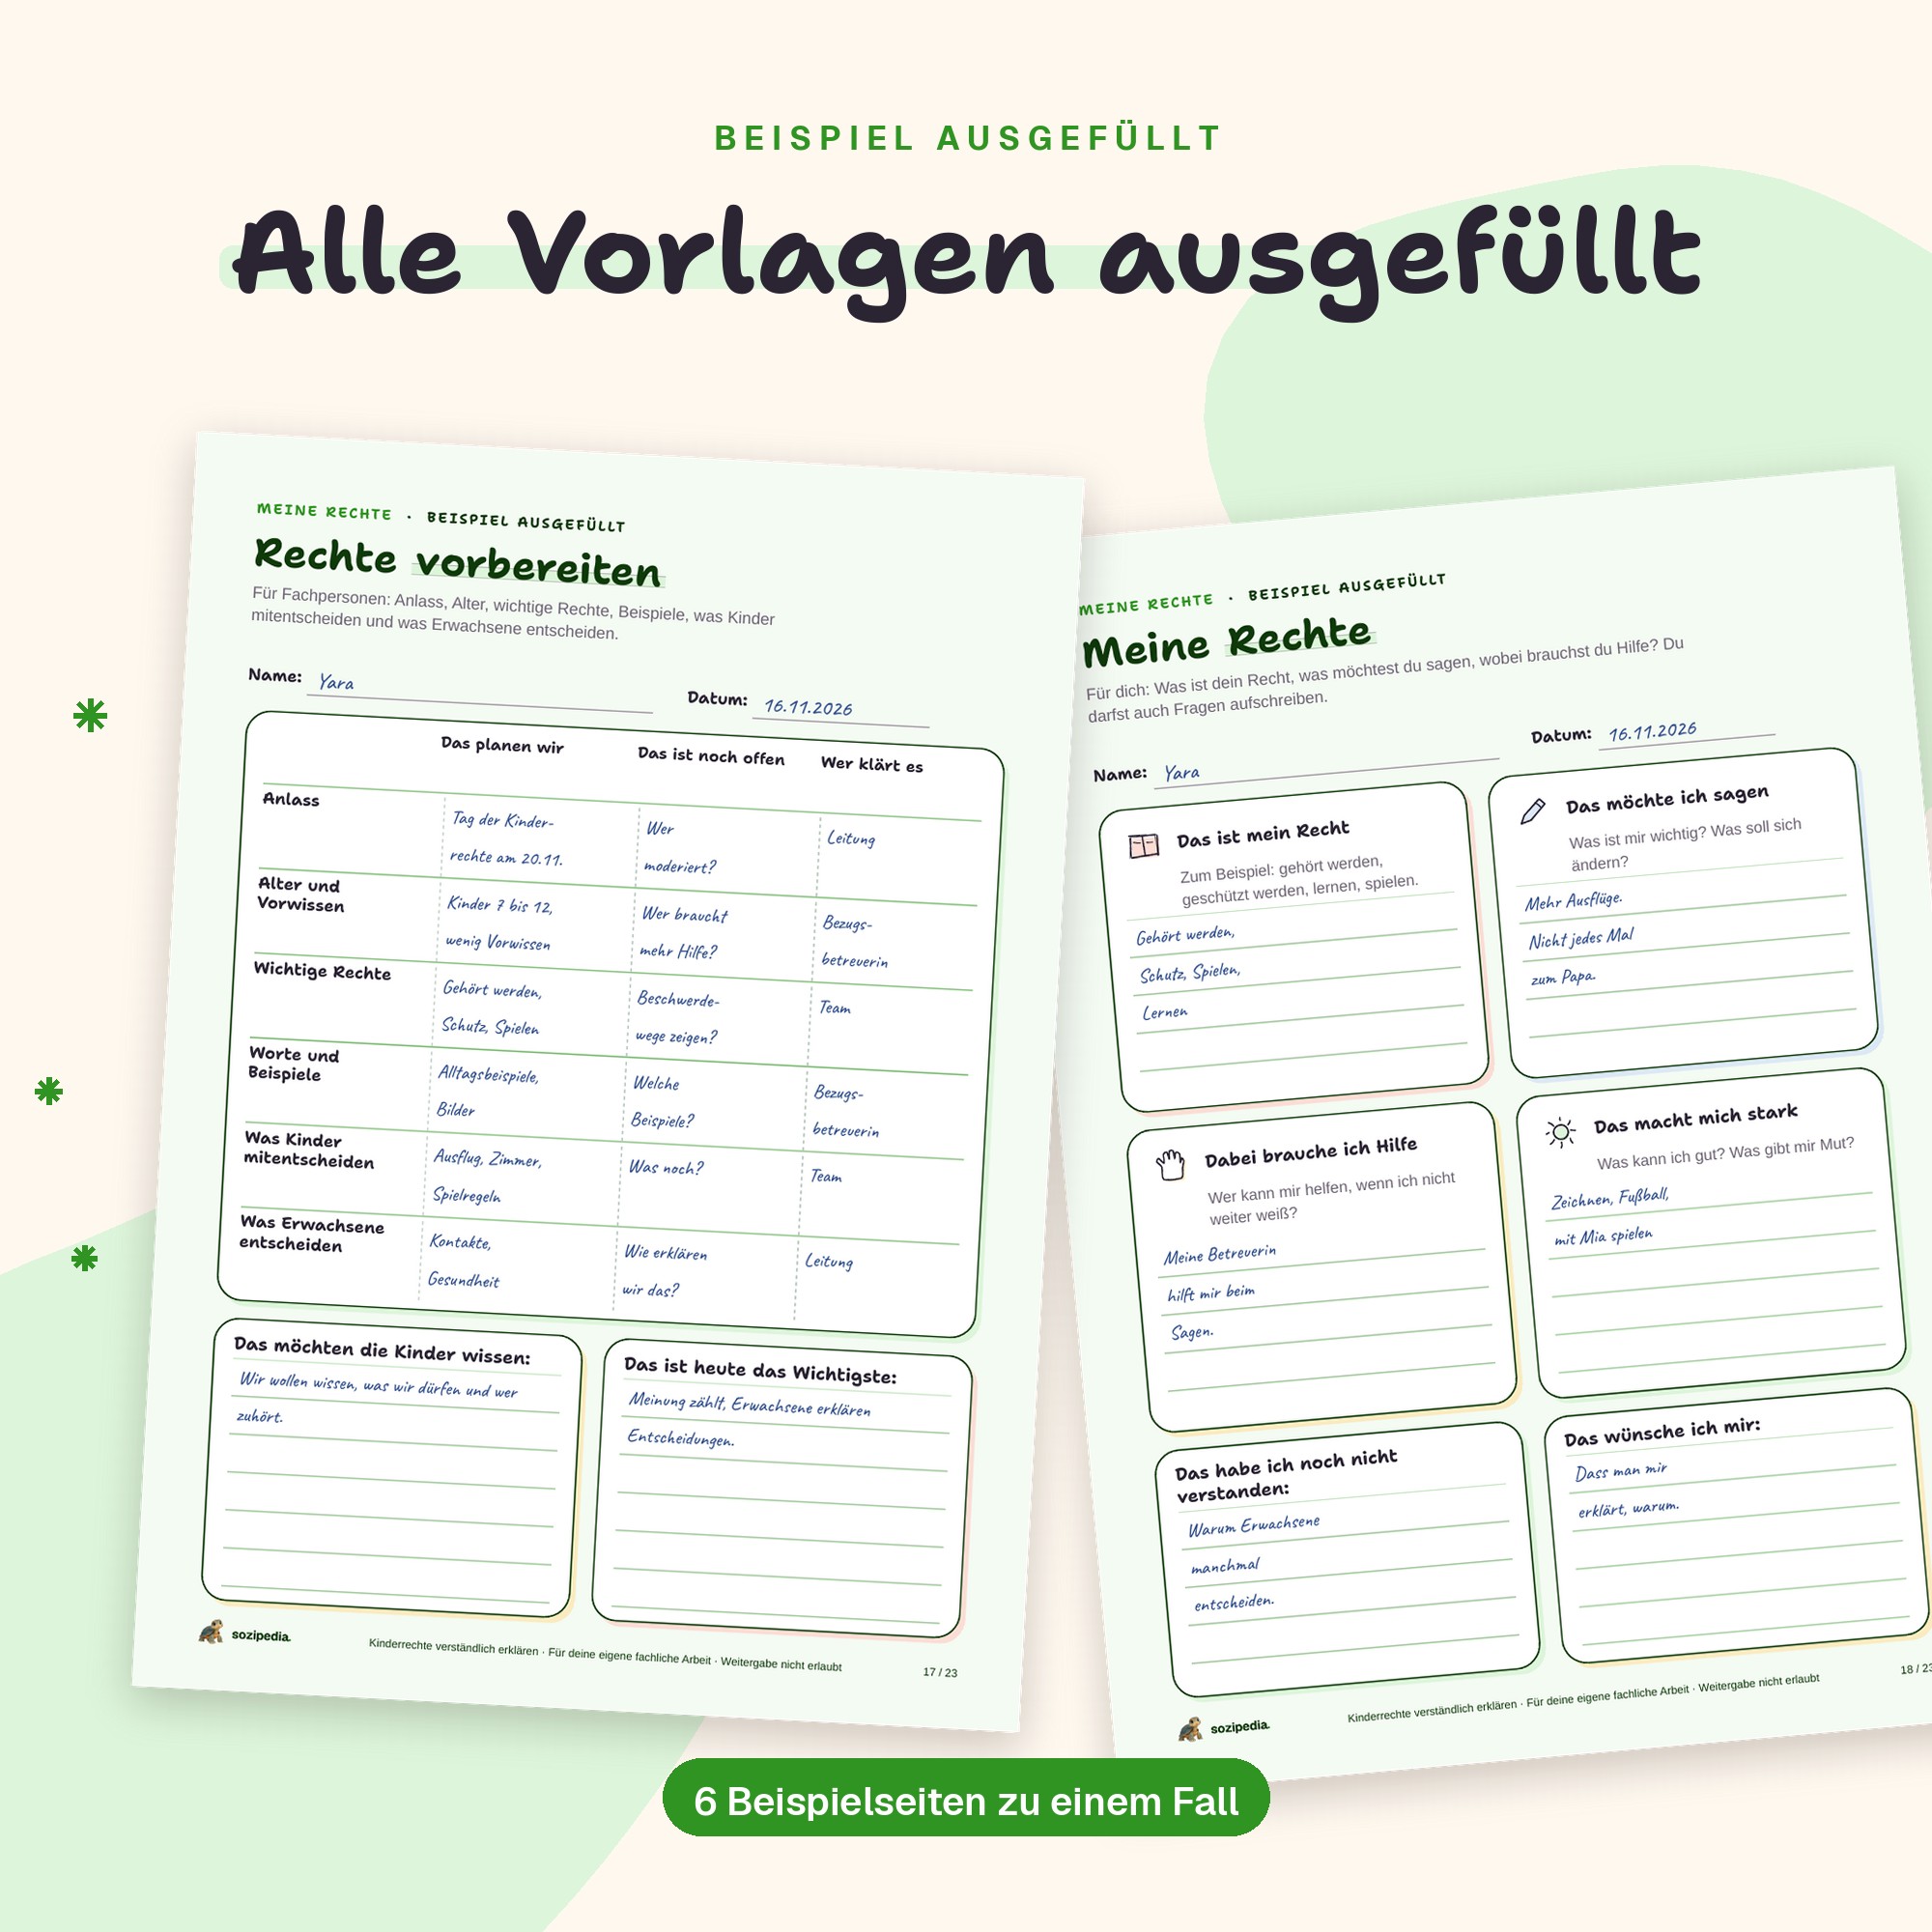 BEISPIEL AUSGEFÜLLT
Alle Vorlagen ausgefüllt
MEINE RECHTE · BEISPIEL AUSGEFÜLLT
Rechte vorbereiten
Für Fachpersonen: Anlass, Alter, wichtige Rechte, Beispiele, was Kinder
mitentscheiden und was Erwachsene entscheiden.
Name: Yara
Datum: 16.11.2026
Das planen wir
Das ist noch offen
Wer klärt es
Anlass
Tag der Kinder-
rechte am 20.11.
Wer
moderiert?
Leitung
Alter und
Vorwissen
Kinder 7 bis 12,
wenig Vorwissen
Wer braucht
mehr Hilfe?
Bezugs-
betreuerin
Wichtige Rechte
Gehört werden,
Schutz, Spielen
Beschwerde-
wege zeigen?
Team
Worte und
Beispiele
Alltagsbeispiele,
Bilder
Welche
Beispiele?
Bezugs-
betreuerin
Was Kinder
mitentscheiden
Ausflug, Zimmer,
Spielregeln
Was noch?
Team
Was Erwachsene
entscheiden
Kontakte,
Gesundheit
Wie erklären
wir das?
Leitung
Das möchten die Kinder wissen:
Wir wollen wissen, was wir dürfen und wer
zuhört.
Das ist heute das Wichtigste:
Meinung zählt, Erwachsene erklären
Entscheidungen.
sozipedia.
Kinderrechte verständlich erklären · Für deine eigene fachliche Arbeit · Weitergabe nicht erlaubt
17 / 23
MEINE RECHTE · BEISPIEL AUSGEFÜLLT
Meine Rechte
Für dich: Was ist dein Recht, was möchtest du sagen, wobei brauchst du Hilfe? Du
darfst auch Fragen aufschreiben.
Name: Yara
Datum: 16.11.2026
Das ist mein Recht
Zum Beispiel: gehört werden,
geschützt werden, lernen, spielen.
Gehört werden,
Schutz, Spielen,
Lernen
Das möchte ich sagen
Was ist mir wichtig? Was soll sich
ändern?
Mehr Ausflüge.
Nicht jedes Mal
zum Papa.
Dabei brauche ich Hilfe
Wer kann mir helfen, wenn ich nicht
weiter weiß?
Meine Betreuerin
hilft mir beim
Sagen.
Das macht mich stark
Was kann ich gut? Was gibt mir Mut?
Zeichnen, Fußball,
mit Mia spielen
Das habe ich noch nicht
verstanden:
Warum Erwachsene
manchmal
entscheiden.
Das wünsche ich mir:
Dass man mir
erklärt, warum.
sozipedia.
Kinderrechte verständlich erklären · Für deine eigene fachliche Arbeit · Weitergabe nicht erlaubt
18 / 23
6 Beispielseiten zu einem Fall